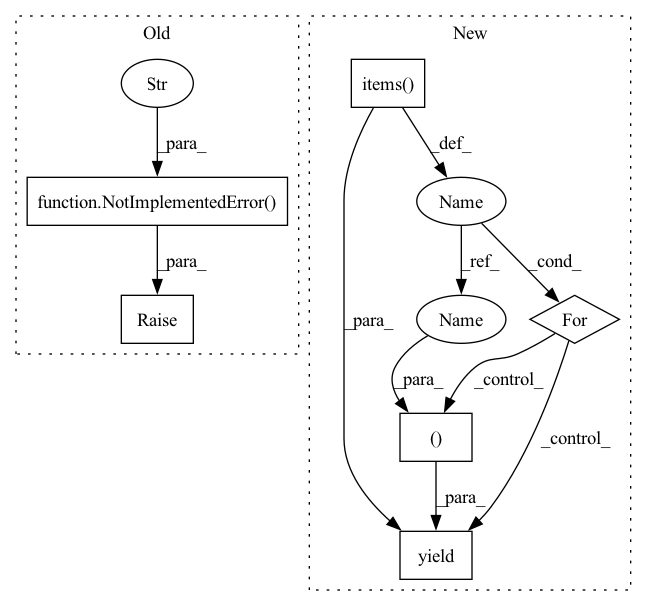 Old
New
Str
items()
_para_
_def_
function.NotImplementedError()
Name
_para_
_ref_
_cond_
Raise
_para_
Name
For
_para_
_control_
()
_control_
_para_
yield